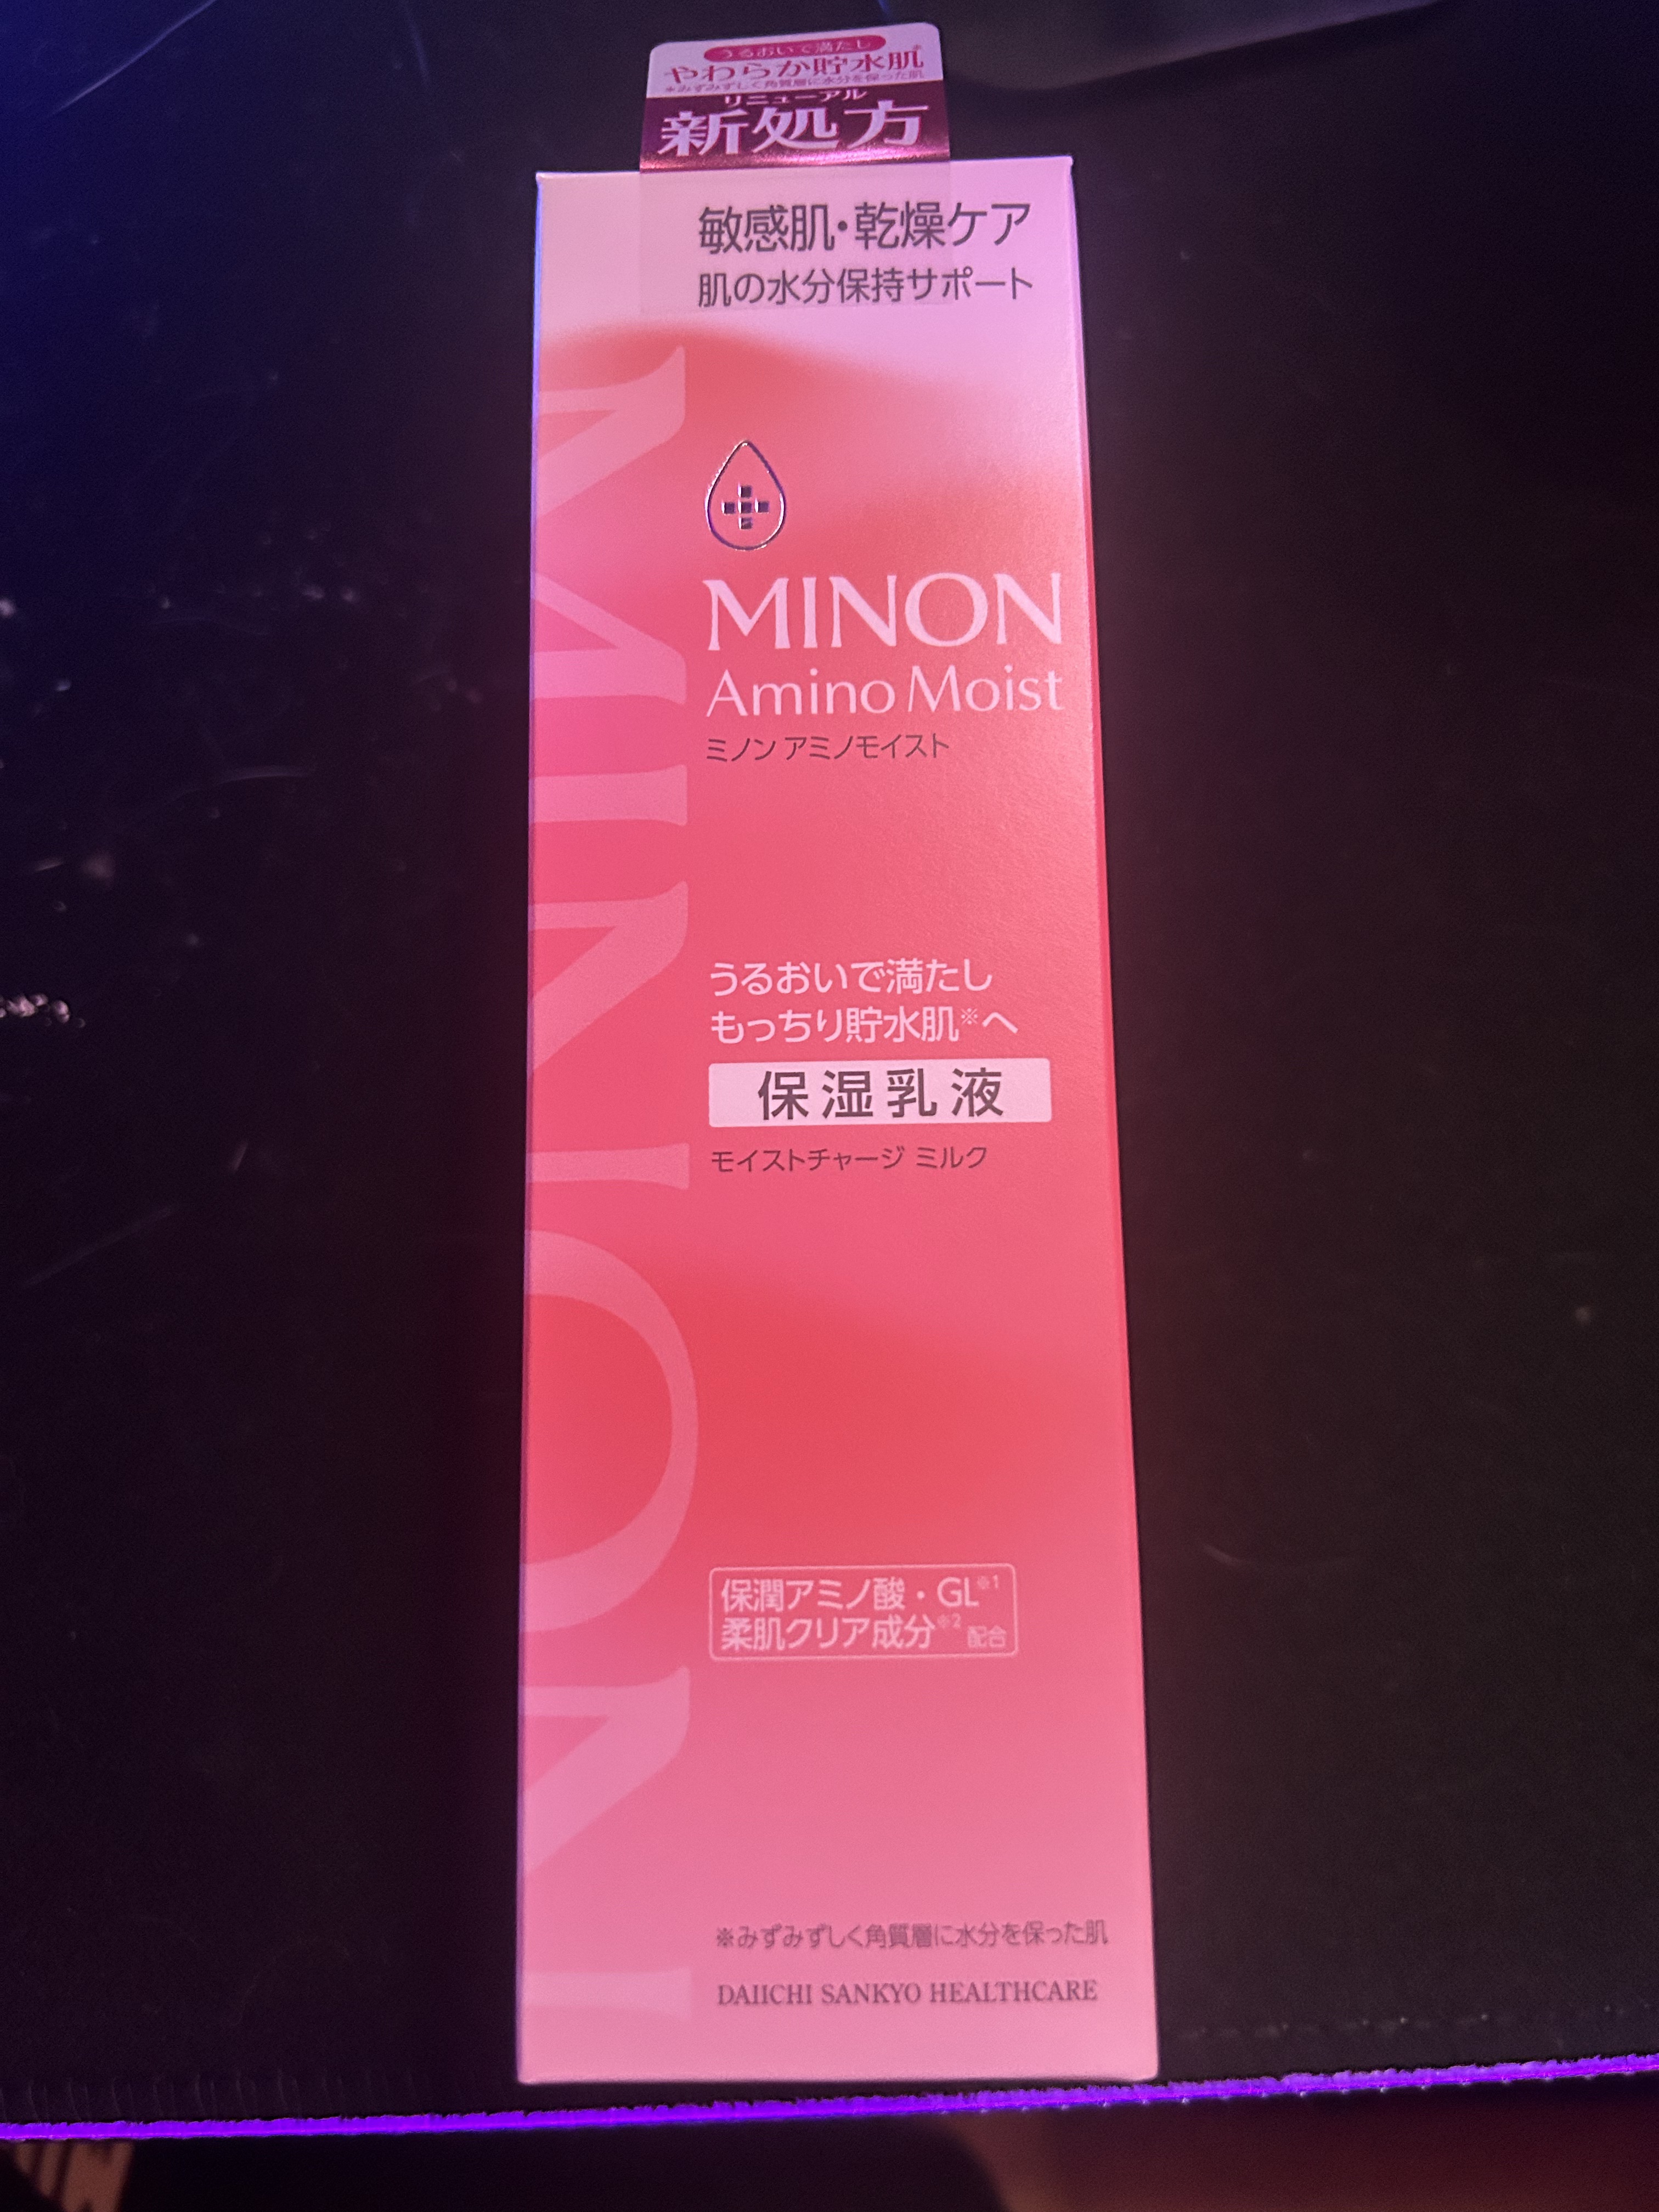 うるおいで満たし
やわらか貯水肌※
※みずみずしく角質層に水分を保った肌
リニューアル
新処方
敏感肌・乾燥ケア
肌の水分保持サポート
MINON
MINON
Amino Moist
ミノン アミノモイスト
うるおいで満たし
もっちり貯水肌※へ
保湿乳液
モイストチャージ ミルク
保潤アミノ酸・GL※1
柔肌クリア成分※2 配合
※みずみずしく角質層に水分を保った肌
DAIICHI SANKYO HEALTHCARE